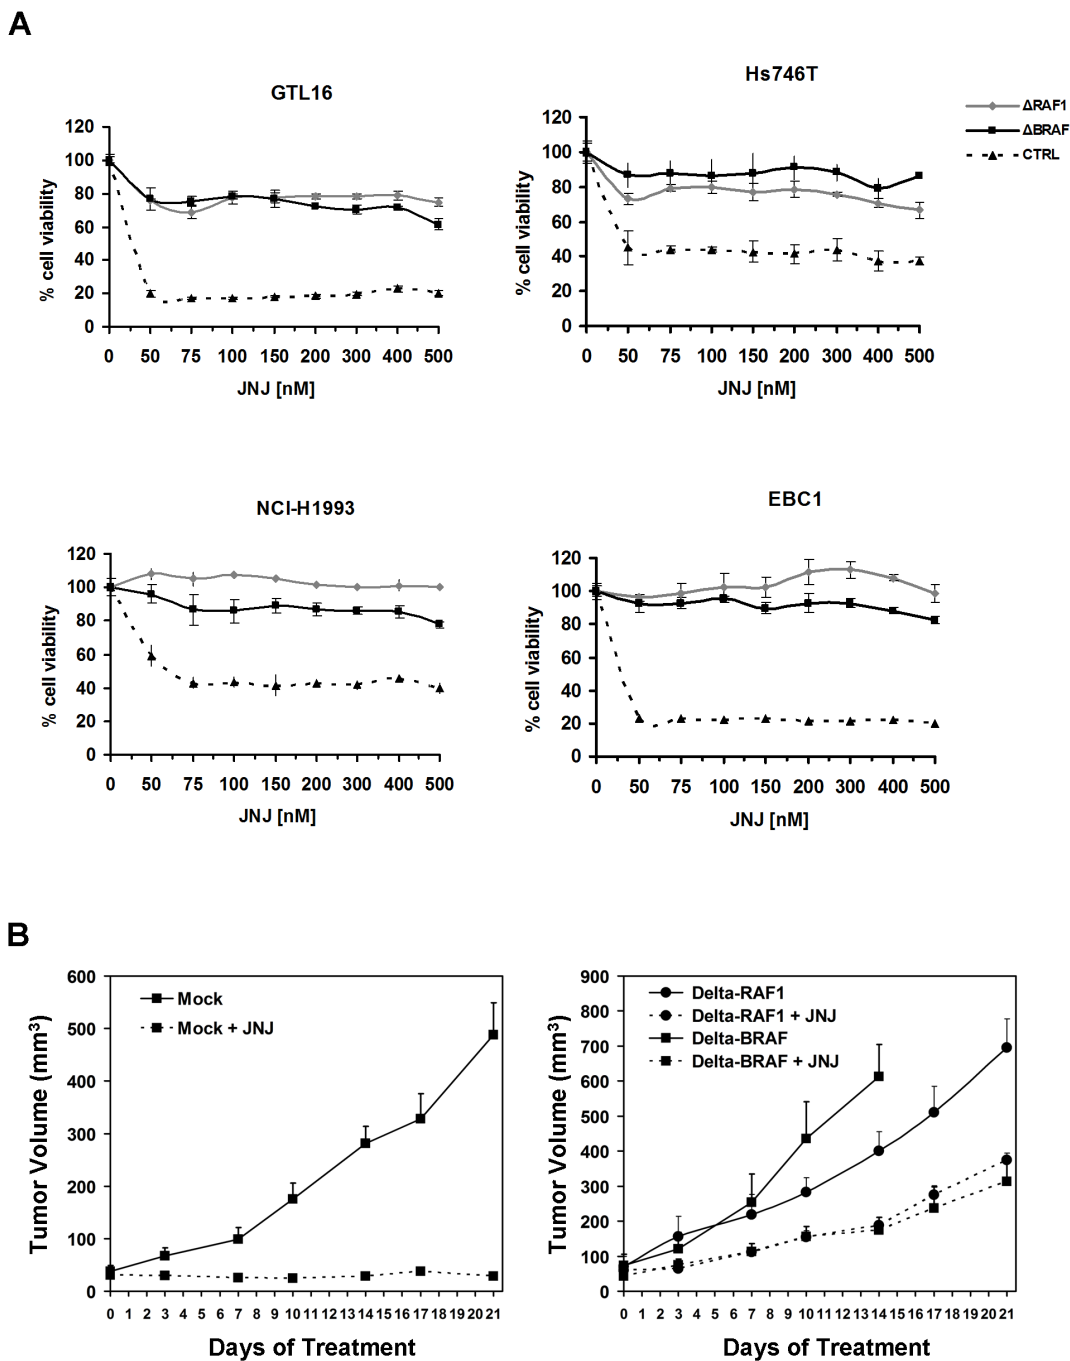 A
GTL16
% cell viability
120
100
80
60
40
20
0
0 50 75 100 150 200 300 400 500
JNJ [nM]
Hs746T
% cell viability
120
100
80
60
40
20
0
0 50 75 100 150 200 300 400 500
JNJ [nM]
ΔRAF1
ΔBRAF
CTRL
NCI-H1993
% cell viability
120
100
80
60
40
20
0
0 50 75 100 150 200 300 400 500
JNJ [nM]
EBC1
% cell viability
120
100
80
60
40
20
0
0 50 75 100 150 200 300 400 500
JNJ [nM]
B
Tumor Volume (mm³)
600
500
400
300
200
100
0
Mock
Mock + JNJ
0 1 2 3 4 5 6 7 8 9 10 11 12 13 14 15 16 17 18 19 20 21
Days of Treatment
Tumor Volume (mm³)
900
800
700
600
500
400
300
200
100
0
Delta-RAF1
Delta-RAF1 + JNJ
Delta-BRAF
Delta-BRAF + JNJ
0 1 2 3 4 5 6 7 8 9 10 11 12 13 14 15 16 17 18 19 20 21
Days of Treatment